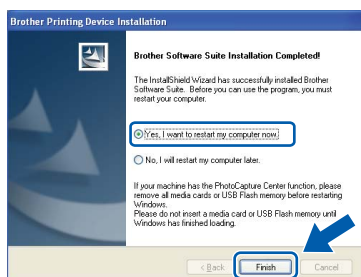 Brother Printing Device Installation
Brother Software Suite Installation Completed!
The InstallShield Wizard has successfully installed Brother
Software Suite. Before you can use the program, you must
restart your computer.
Yes, I want to restart my computer now.
No, I will restart my computer later.
If your machine has the PhotoCapture Center function, please
remove all media cards or USB Flash memory before restarting
Windows.
Please do not insert a media card or USB Flash memory until
Windows has finished loading.
< Back
Finish
Cancel